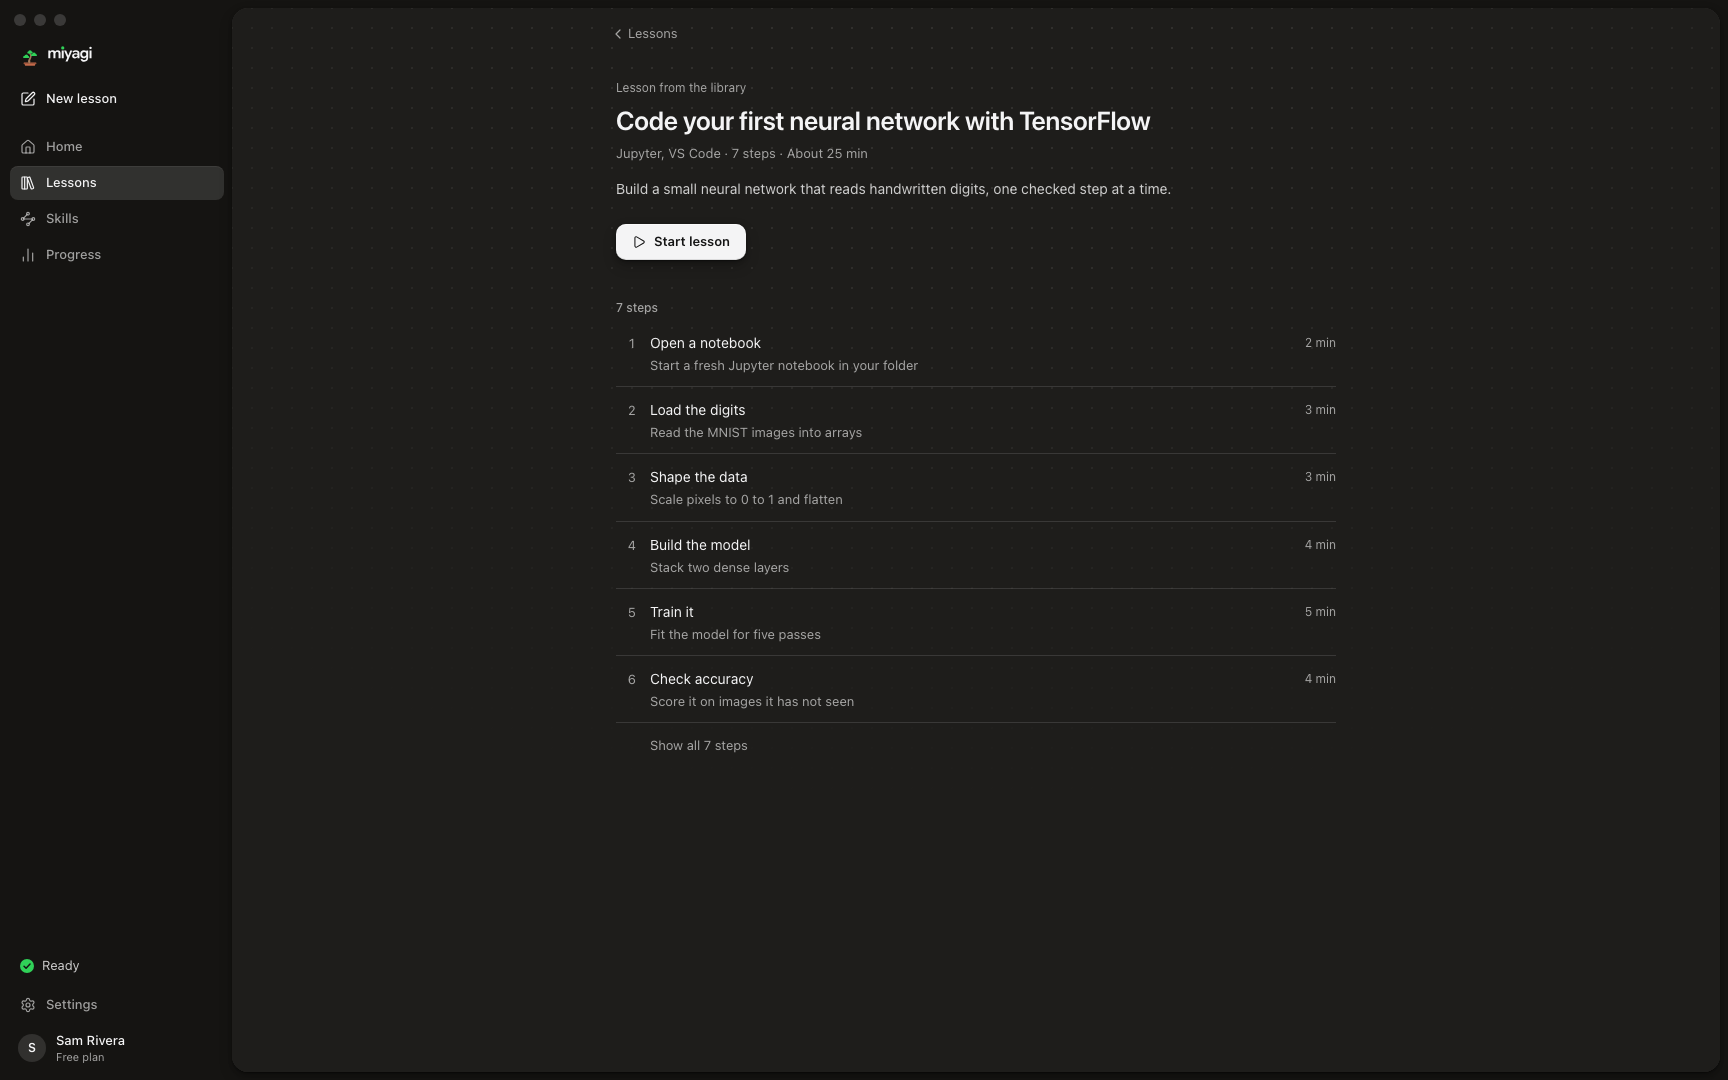 miyagi
New lesson
Home
Lessons
Skills
Progress
Ready
Settings
S
Sam Rivera
Free plan
Lessons
Lesson from the library
Code your first neural network with TensorFlow
Jupyter, VS Code · 7 steps · About 25 min
Build a small neural network that reads handwritten digits, one checked step at a time.
Start lesson
7 steps
1 Open a notebook 2 min
Start a fresh Jupyter notebook in your folder
2 Load the digits 3 min
Read the MNIST images into arrays
3 Shape the data 3 min
Scale pixels to 0 to 1 and flatten
4 Build the model 4 min
Stack two dense layers
5 Train it 5 min
Fit the model for five passes
6 Check accuracy 4 min
Score it on images it has not seen
Show all 7 steps